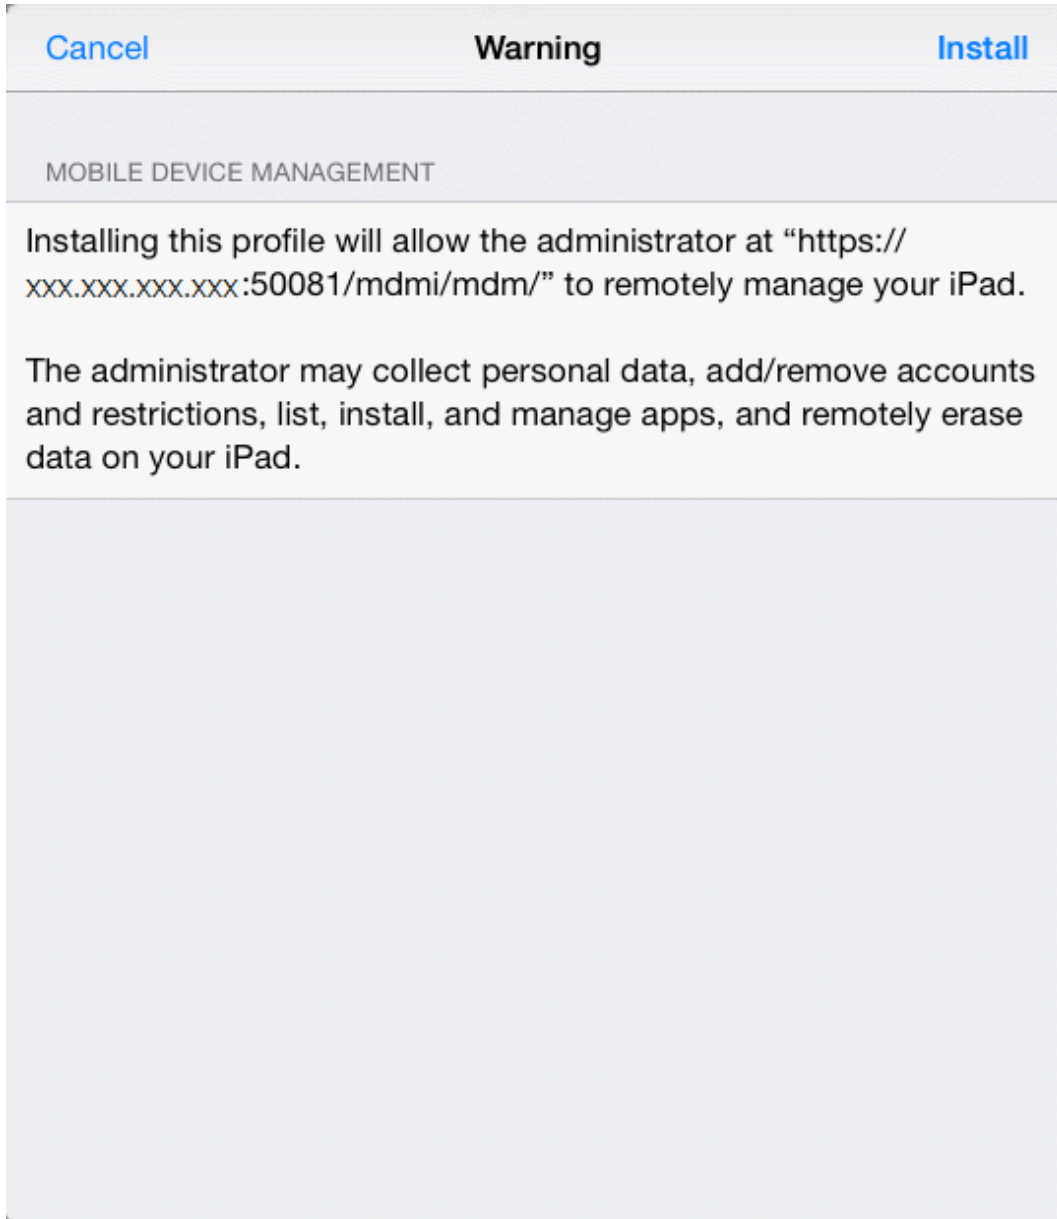 Cancel Warning Install
MOBILE DEVICE MANAGEMENT
Installing this profile will allow the administrator at “https://
xxx.xxx.xxx.xxx:50081/mdmi/mdm/” to remotely manage your iPad.
The administrator may collect personal data, add/remove accounts
and restrictions, list, install, and manage apps, and remotely erase
data on your iPad.